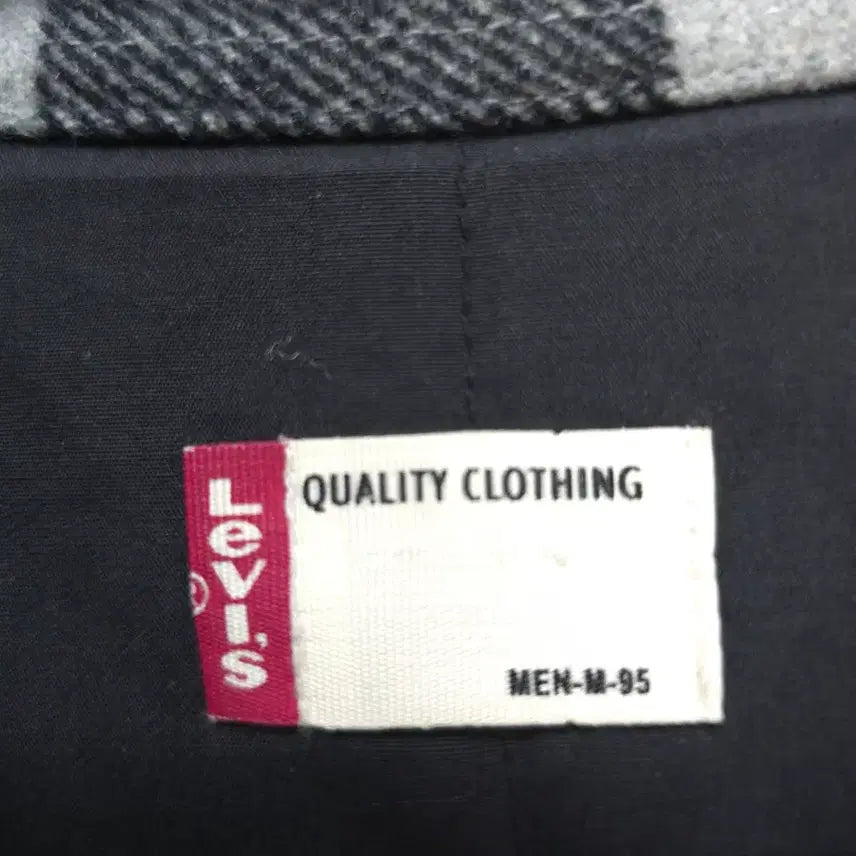 LeVI'S
®
QUALITY CLOTHING
MEN-M-95